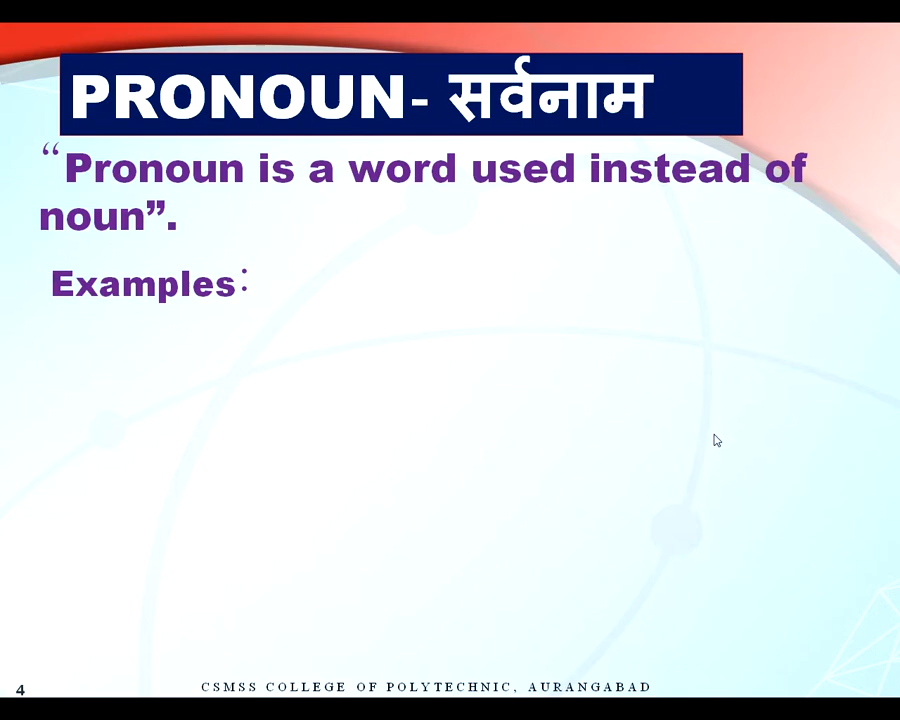 PRONOUN- सर्वनाम
“Pronoun is a word used instead of
noun”.
Examples:
4
CSMSS COLLEGE OF POLYTECHNIC, AURANGABAD